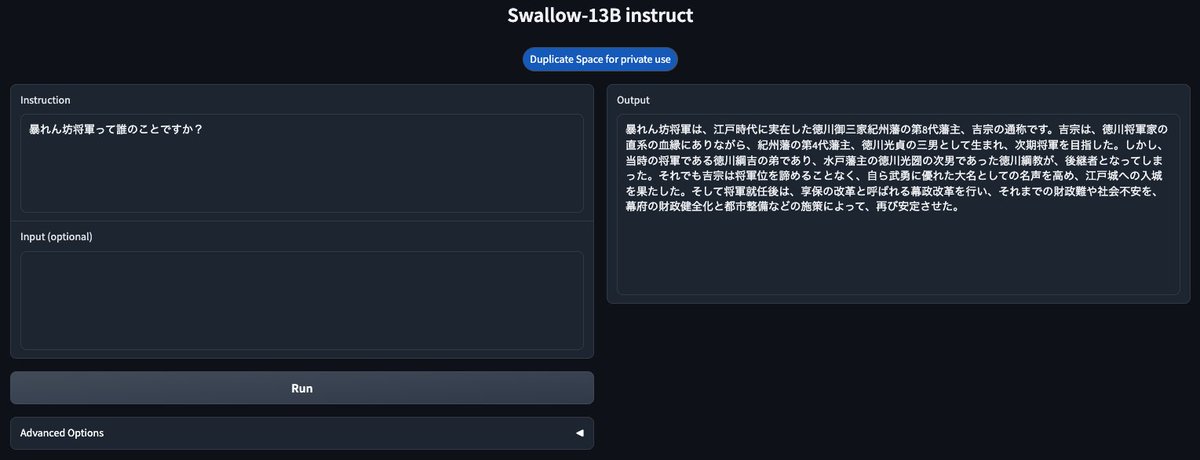 Swallow-13B instruct
Duplicate Space for private use
Instruction
暴れん坊将軍って誰のことですか？
Input (optional)
Run
Advanced Options
Output
暴れん坊将軍は、江戸時代に実在した徳川御三家紀州藩の第8代藩主、吉宗の通称です。吉宗は、徳川将軍家の
直系の血縁にありながら、紀州藩の第4代藩主、徳川光貞の三男として生まれ、次期将軍を目指した。しかし、
当時の将軍である徳川綱吉の弟であり、水戸藩主の徳川光圀の次男であった徳川綱教が、後継者となってしま
った。それでも吉宗は将軍位を諦めることなく、自ら武勇に優れた大名としての名声を高め、江戸城への入城
を果たした。そして将軍就任後は、享保の改革と呼ばれる幕政改革を行い、それまでの財政難や社会不安を、
幕府の財政健全化と都市整備などの施策によって、再び安定させた。